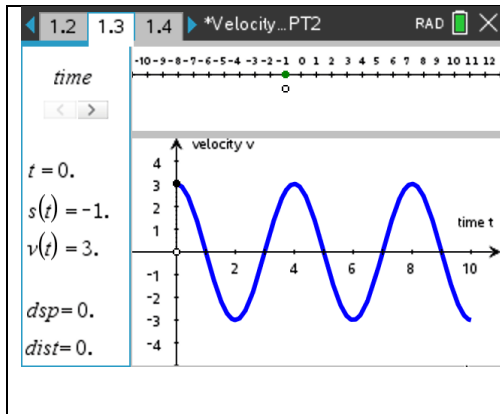 1.2 1.3 1.4 *Velocity...PT2 RAD
time
-10-9-8-7-6-5-4-3-2-1 0 1 2 3 4 5 6 7 8 9 10 11 12
t=0.
s(t)=-1.
v(t)=3.
dsp=0.
dist=0.
velocity v
4
3
2
1
time t
2 4 6 8 10
-1
-2
-3
-4